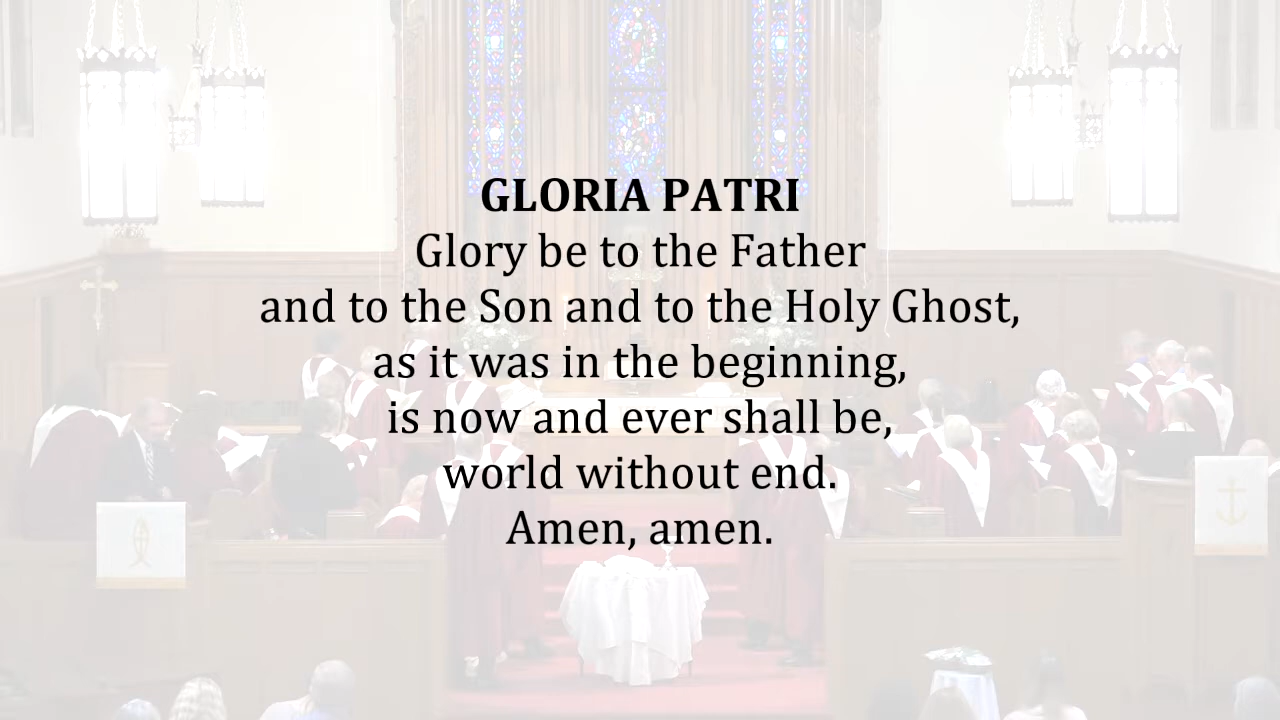 GLORIA PATRI
Glory be to the Father
and to the Son and to the Holy Ghost,
as it was in the beginning,
is now and ever shall be,
world without end.
Amen, amen.